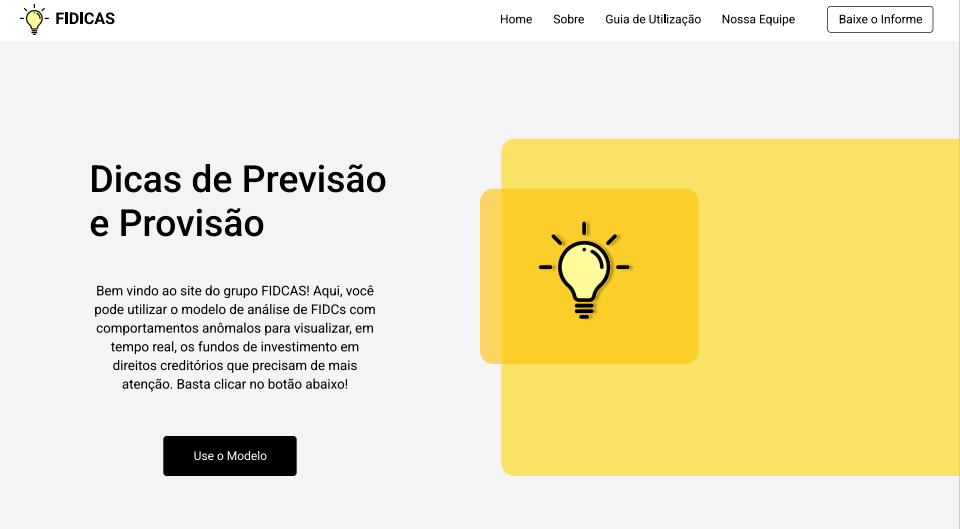 FIDICAS
Home
Sobre
Guia de Utilização
Nossa Equipe
Baixe o Informe
Dicas de Previsão
e Provisão
Bem vindo ao site do grupo FIDCAS! Aqui, você
pode utilizar o modelo de análise de FIDCs com
comportamentos anômalos para visualizar, em
tempo real, os fundos de investimento em
direitos creditórios que precisam de mais
atenção. Basta clicar no botão abaixo!
Use o Modelo